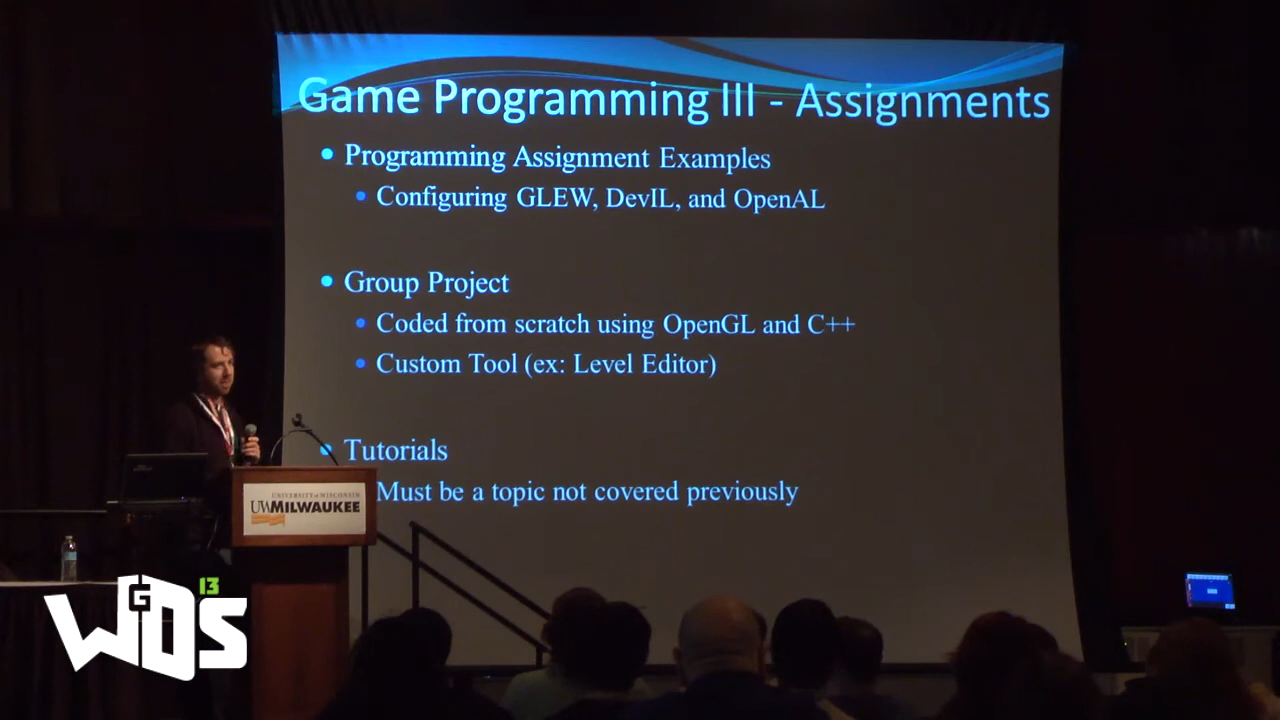 Game Programming III - Assignments
• Programming Assignment Examples
• Configuring GLEW, DevIL, and OpenAL
• Group Project
• Coded from scratch using OpenGL and C++
• Custom Tool (ex: Level Editor)
• Tutorials
Must be a topic not covered previously
UNIVERSITY of WISCONSIN
UWMILWAUKEE
WGDS 13